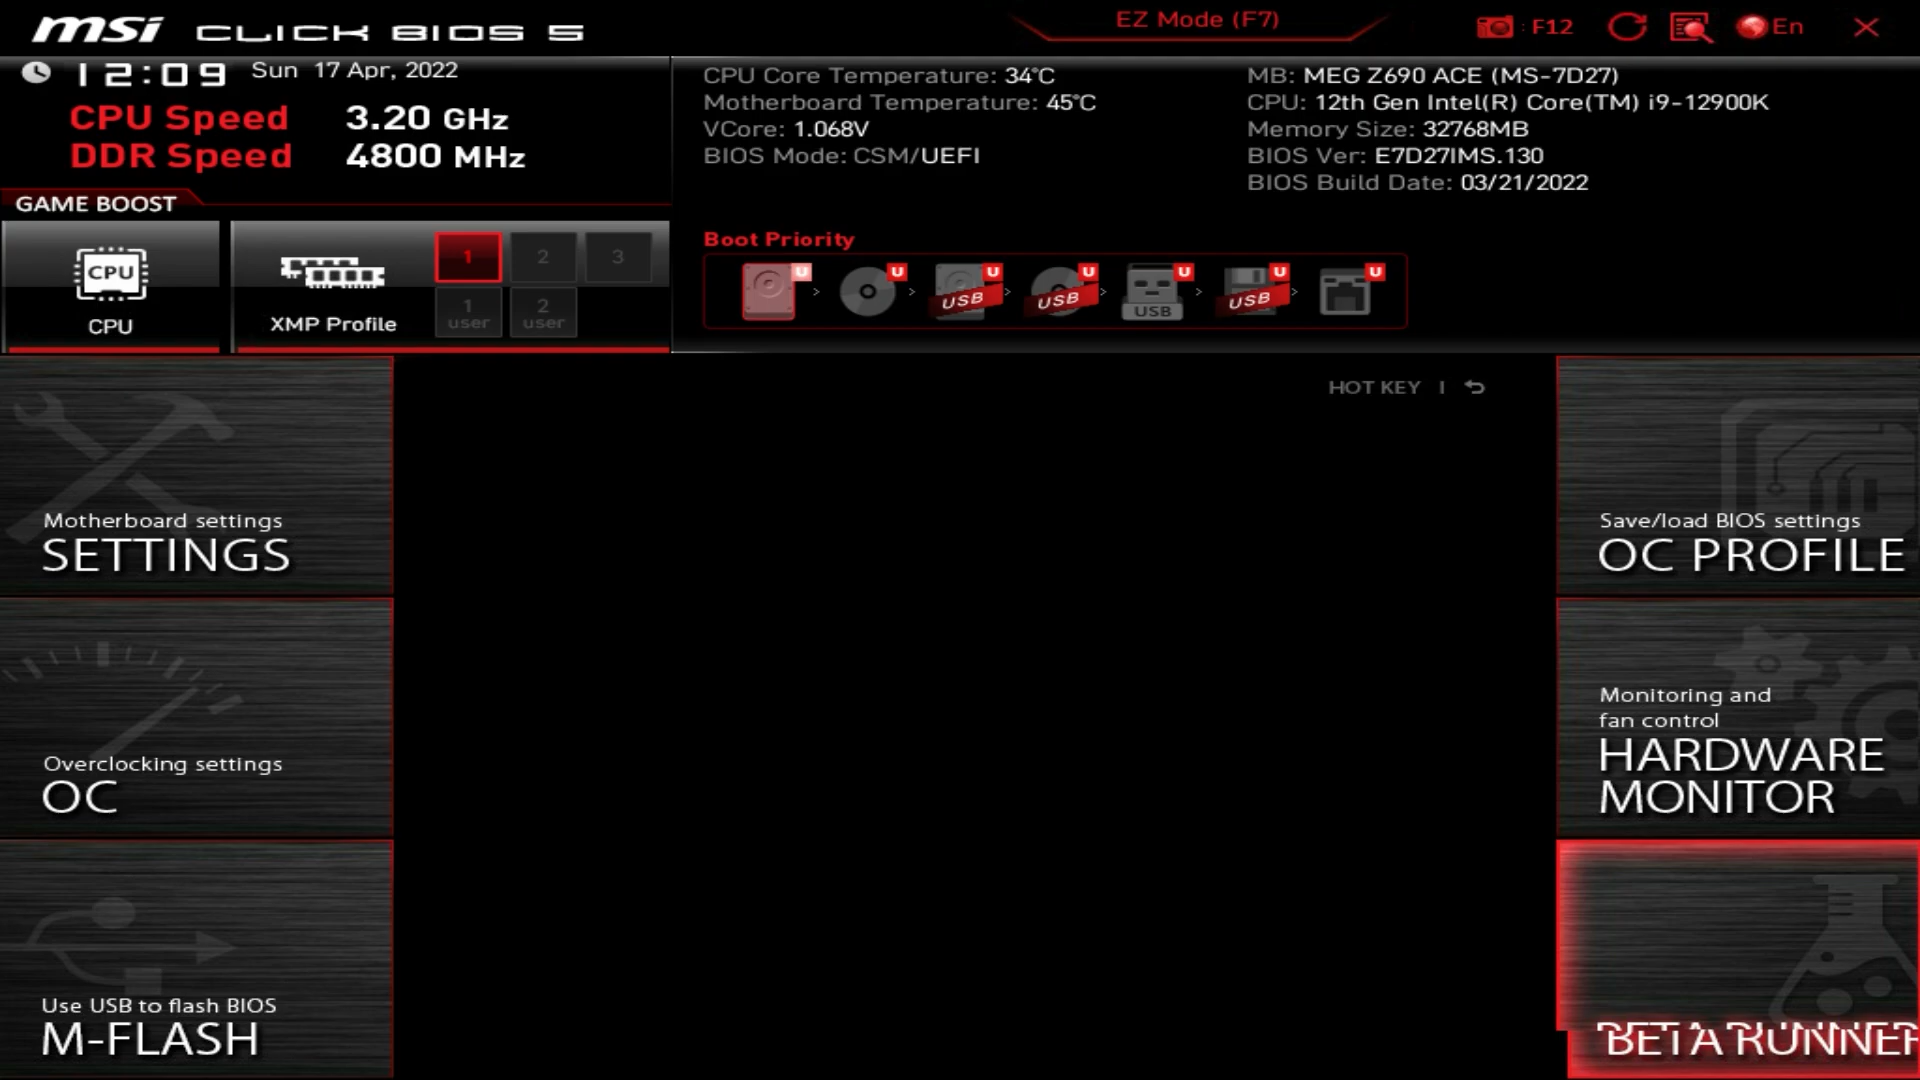 msi CLICK BIOS 5
EZ Mode (F7)
: F12
En
12:09 Sun 17 Apr, 2022
CPU Speed 3.20 GHz
DDR Speed 4800 MHz
CPU Core Temperature: 34°C
Motherboard Temperature: 45°C
VCore: 1.068V
BIOS Mode: CSM/UEFI
MB: MEG Z690 ACE (MS-7D27)
CPU: 12th Gen Intel(R) Core(TM) i9-12900K
Memory Size: 32768MB
BIOS Ver: E7D27IMS.130
BIOS Build Date: 03/21/2022
GAME BOOST
CPU
CPU
XMP Profile
1 2 3
1 user
2 user
Boot Priority
U U U U U U U
USB USB USB USB
HOT KEY |
Motherboard settings
SETTINGS
Overclocking settings
OC
Use USB to flash BIOS
M-FLASH
Save/load BIOS settings
OC PROFILE
Monitoring and
fan control
HARDWARE
MONITOR
BETA RUNNER